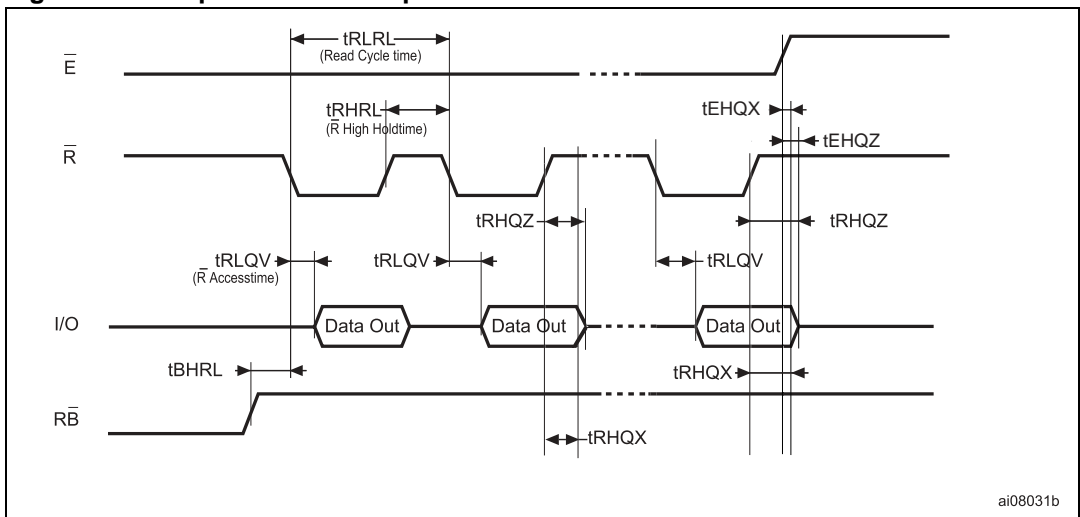 tRLRL
(Read Cycle time)
E̅
tRHRL
(R̅ High Holdtime)
tEHQX
tEHQZ
R̅
tRHQZ
tRHQZ
tRLQV
(R̅ Accesstime)
tRLQV
tRLQV
I/O
Data Out
Data Out
Data Out
tBHRL
tRHQX
RB̅
tRHQX
ai08031b